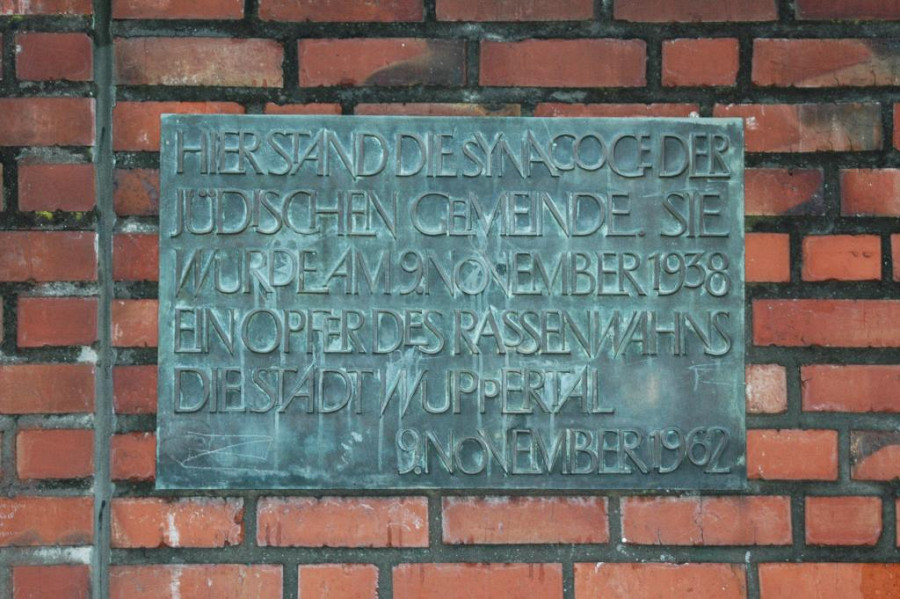 HIER STAND DIE SYNAGOGE DER
JÜDISCHEN GEMEINDE. SIE
WURDE AM 9. NOVEMBER 1938
EIN OPFER DES RASSENWAHNS
DIE STADT WUPPERTAL
9. NOVEMBER 1962